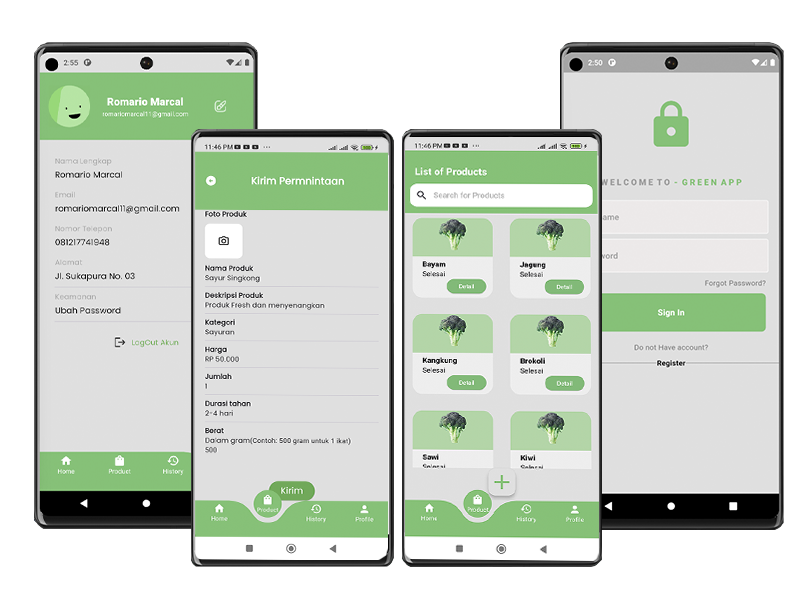 2:55
Romario Marcal
romariomarcal11@gmail.com
Nama Lengkap
Romario Marcal
Email
romariomarcal11@gmail.com
Nomor Telepon
081217741948
Alamat
Jl. Sukapura No. 03
Keamanan
Ubah Password
LogOut Akun
Home
Product
History
11:46 PM
Kirim Permnintaan
Foto Produk
Nama Produk
Sayur Singkong
Deskripsi Produk
Produk Fresh dan menyenangkan
Kategori
Sayuran
Harga
RP 50.000
Jumlah
1
Durasi tahan
2-4 hari
Berat
Dalam gram(Contoh: 500 gram untuk 1 ikat)
500
Kirim
Home
Product
History
Profile
11:46 PM
List of Products
Search for Products
Bayam
Selesai
Detail
Jagung
Selesai
Detail
Kangkung
Selesai
Detail
Brokoli
Selesai
Detail
Sawi
Selesai
Kiwi
Selesai
Home
Product
History
Profile
2:50
WELCOME TO - GREEN APP
ame
word
Forgot Password?
Sign In
Do not Have account?
Register